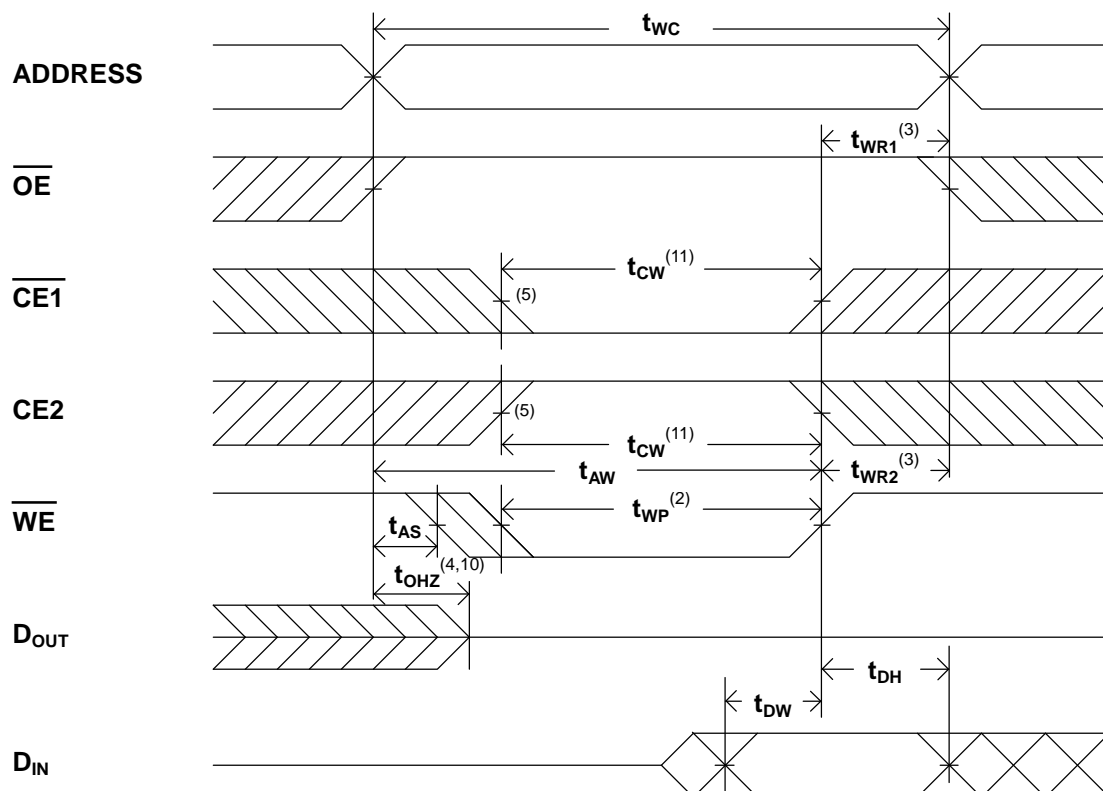 tWC
ADDRESS
tWR1(3)
OE
tCW(11)
CE1
(5)
CE2
(5)
tCW(11)
tAW
tWR2(3)
WE
tWP(2)
tAS
tOHZ(4,10)
DOUT
tDH
tDW
DIN